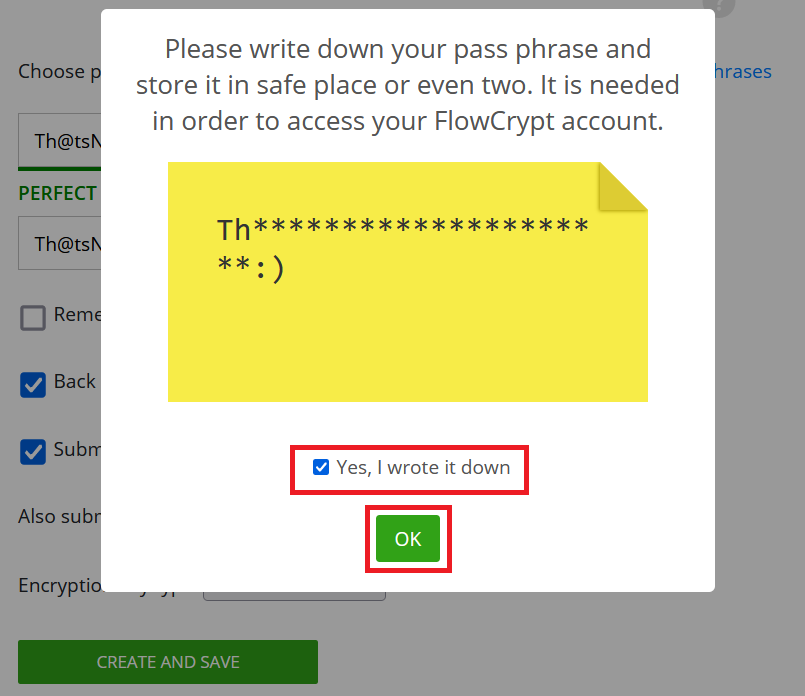 Please write down your pass phrase and
store it in safe place or even two. It is needed
in order to access your FlowCrypt account.
Choose p
hrases
Th@tsN
PERFECT
Th@tsN
Th*******************
**:)
Reme
Back
Subm
Yes, I wrote it down
Also subm
OK
Encryptio
CREATE AND SAVE